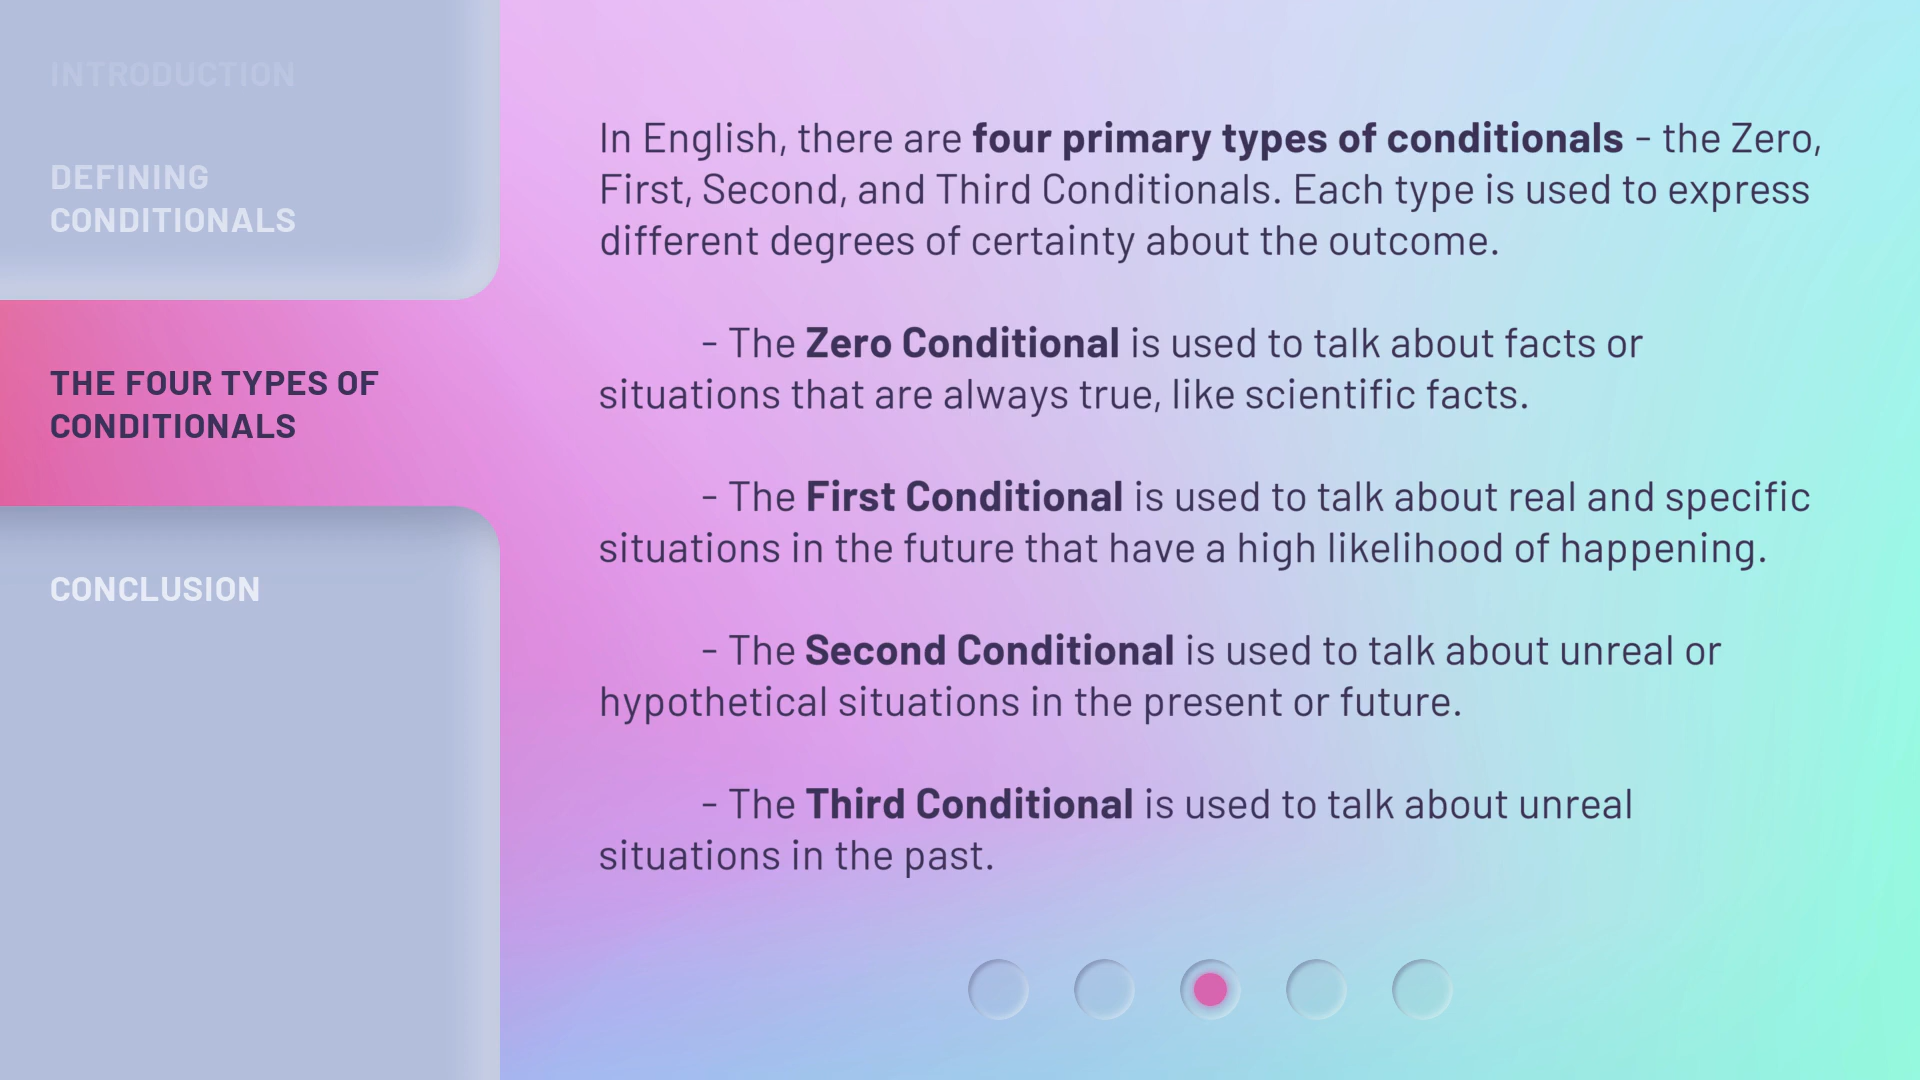 INTRODUCTION
DEFINING
CONDITIONALS
THE FOUR TYPES OF
CONDITIONALS
CONCLUSION
In English, there are four primary types of conditionals - the Zero,
First, Second, and Third Conditionals. Each type is used to express
different degrees of certainty about the outcome.
- The Zero Conditional is used to talk about facts or
situations that are always true, like scientific facts.
- The First Conditional is used to talk about real and specific
situations in the future that have a high likelihood of happening.
- The Second Conditional is used to talk about unreal or
hypothetical situations in the present or future.
- The Third Conditional is used to talk about unreal
situations in the past.